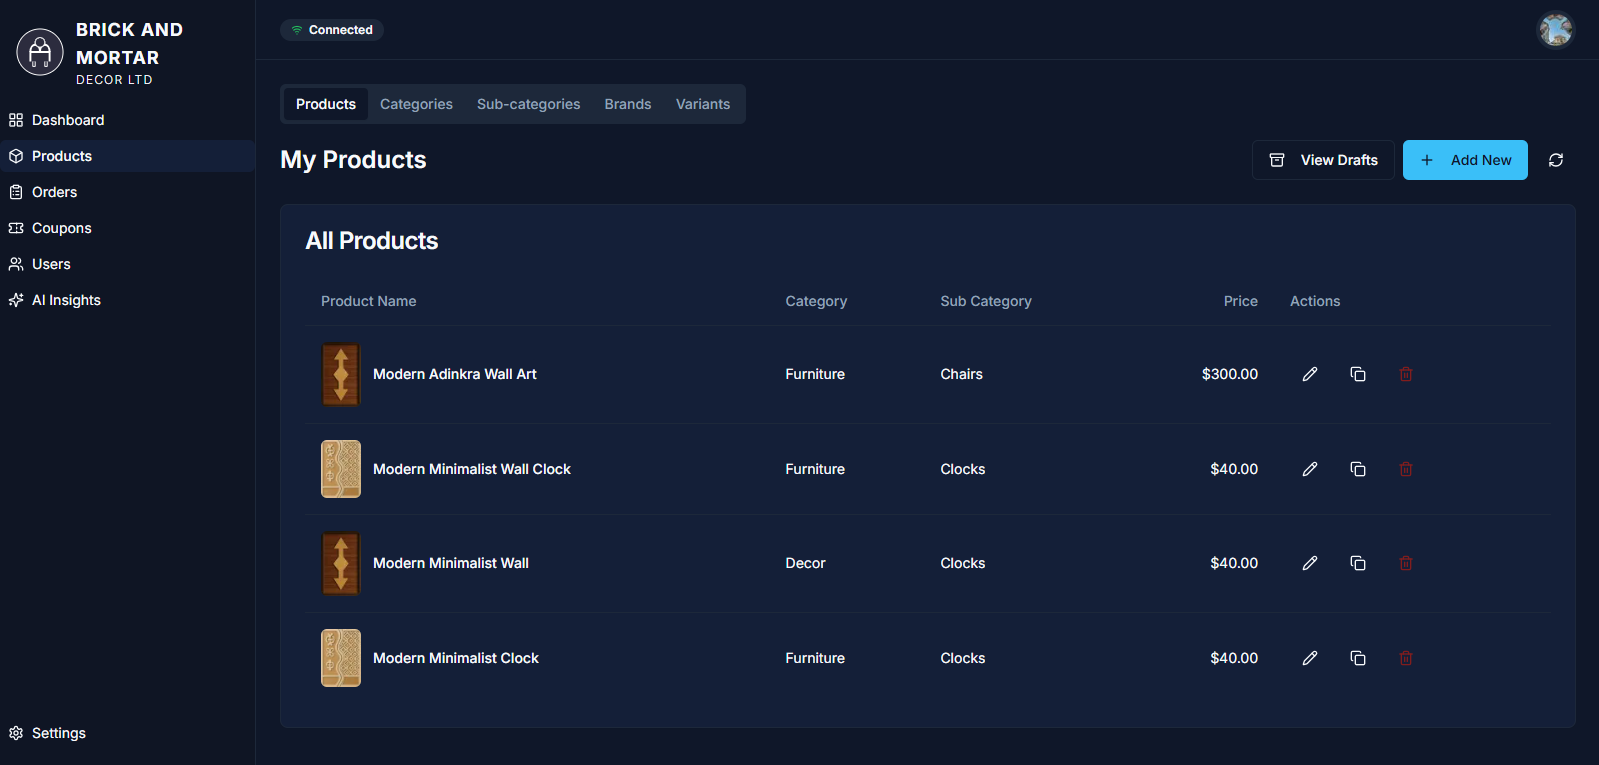 BRICK AND
MORTAR
DECOR LTD
Dashboard
Products
Orders
Coupons
Users
AI Insights
Settings
Connected
Products Categories Sub-categories Brands Variants
My Products
View Drafts
Add New
All Products
Product Name Category Sub Category Price Actions
Modern Adinkra Wall Art Furniture Chairs $300.00
Modern Minimalist Wall Clock Furniture Clocks $40.00
Modern Minimalist Wall Decor Clocks $40.00
Modern Minimalist Clock Furniture Clocks $40.00